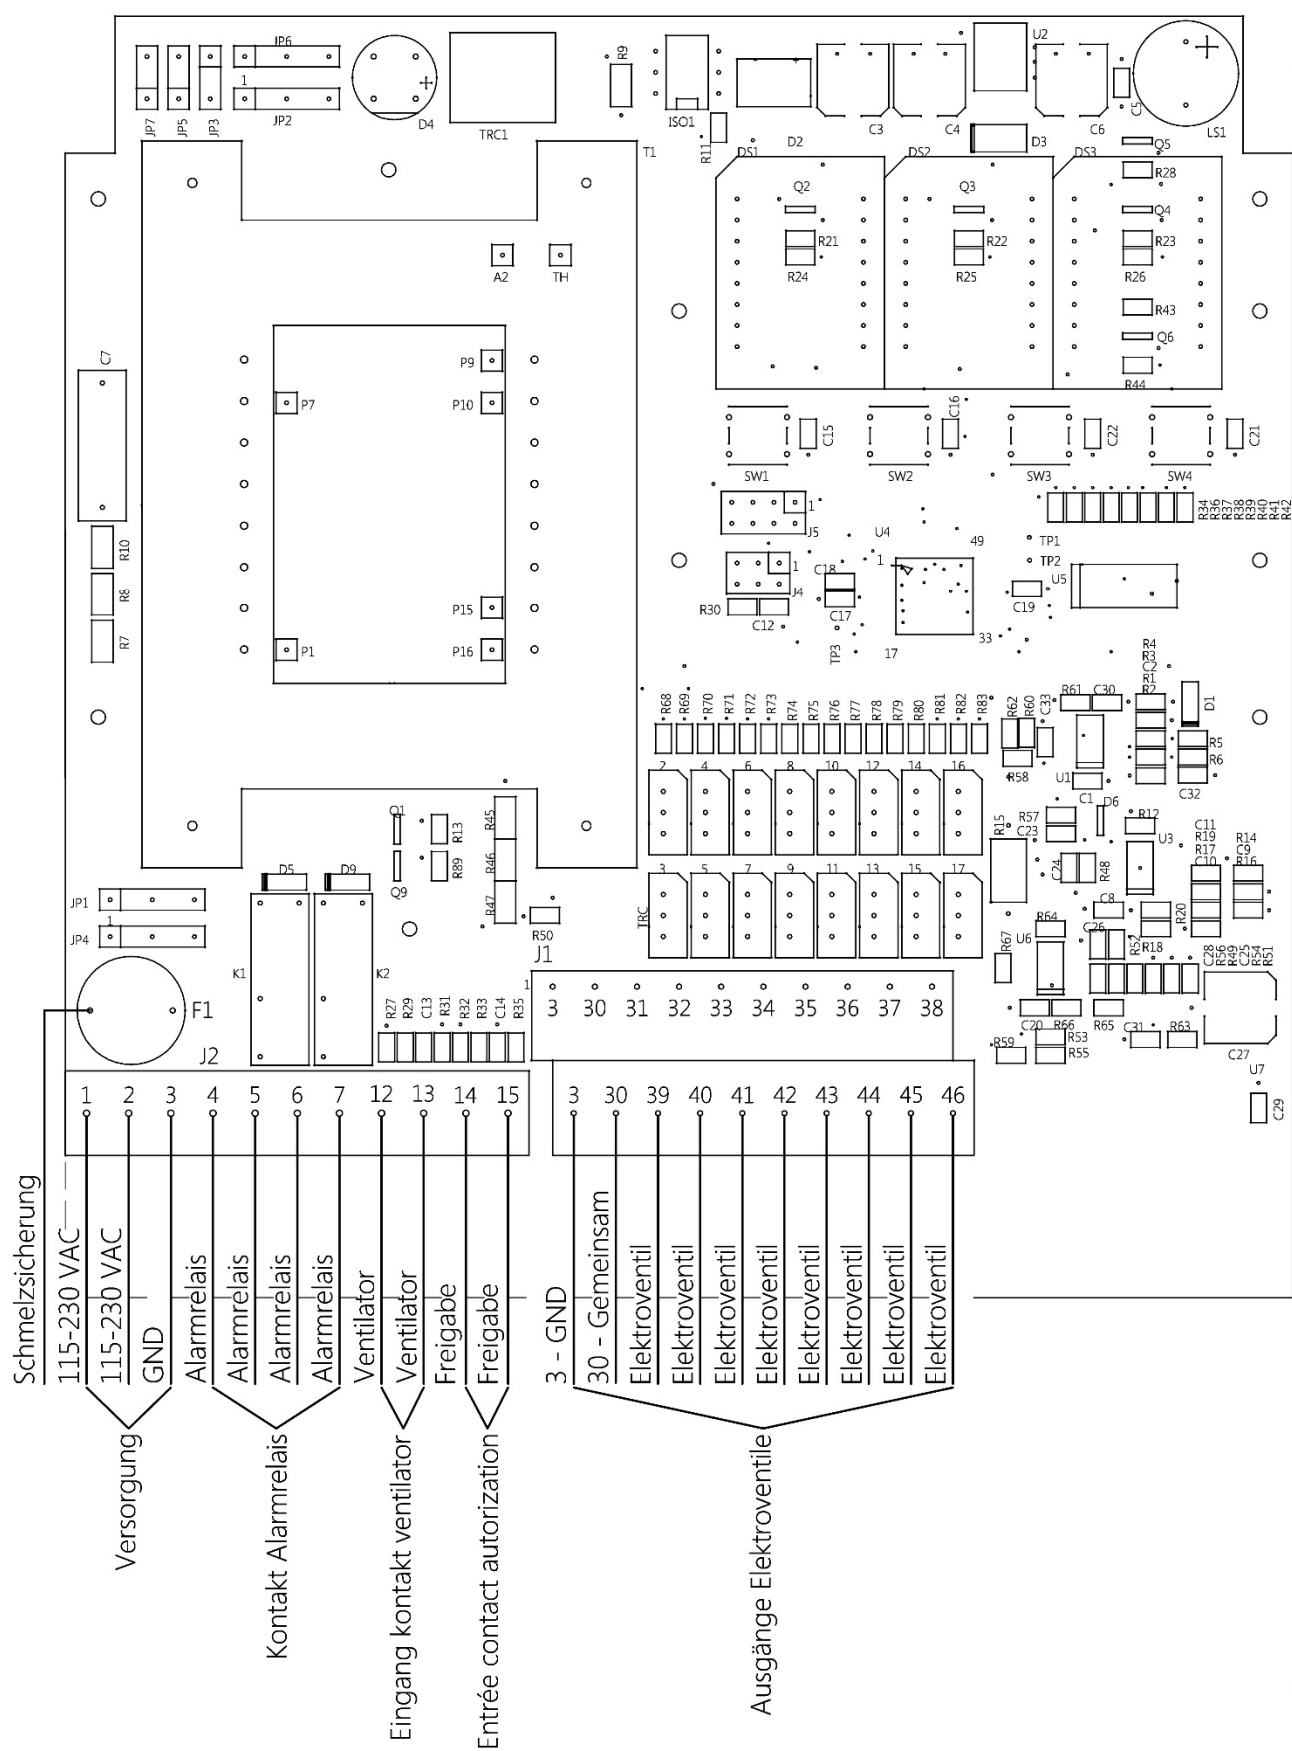 JP6
1
JP2
JP7
JP5
JP3
D4
TRC1
R9
ISO1
R11
D2
C3
C4
U2
D3
C6
C5
LS1
Q5
R28
T1
DS1
DS2
DS3
Q2
Q3
Q4
R21
R22
R23
R24
R25
R26
R43
Q6
R44
A2
TH
C7
P9
P7
P10
P15
P1
P16
R10
R8
R7
C15
C16
C22
C21
SW1
SW2
SW3
SW4
1
J5
U4
49
TP1
TP2
U5
R34
R36
R37
R38
R39
R40
R41
R42
1
J4
C18
1
C17
C19
R30
C12
TP3
17
33
R4
R3
C2
R1
R2
D1
R68
R69
R70
R71
R72
R73
R74
R75
R76
R77
R78
R79
R80
R81
R82
R83
R62
R60
C33
R61
C30
R58
U1
C1
R5
R6
C32
2
4
6
8
10
12
14
16
3
5
7
9
11
13
15
17
TRC
R15
R57
C23
D6
R12
U3
C24
R48
C11
R19
R17
C10
R14
C9
R16
C8
R20
R64
U6
C26
R52
R18
R67
C28
R56
R49
C25
R54
R51
C20
R66
R65
C31
R63
R59
R53
R55
C27
U7
C29
Q1
R13
R45
Q9
R89
R46
R47
R50
D5
D9
JP1
1
JP4
K1
K2
F1
J2
R27
R29
C13
R31
R32
R33
C14
R35
J1
1
3 30 31 32 33 34 35 36 37 38
1 2 3 4 5 6 7 12 13 14 15
3 30 39 40 41 42 43 44 45 46
Schmelzsicherung
115-230 VAC
115-230 VAC
GND
Alarmrelais
Alarmrelais
Alarmrelais
Alarmrelais
Ventilator
Ventilator
Freigabe
Freigabe
3 - GND
30 - Gemeinsam
Elektroventil
Elektroventil
Elektroventil
Elektroventil
Elektroventil
Elektroventil
Elektroventil
Elektroventil
Versorgung
Kontakt Alarmrelais
Eingang kontakt ventilator
Entrée contact autorization
Ausgänge Elektroventile